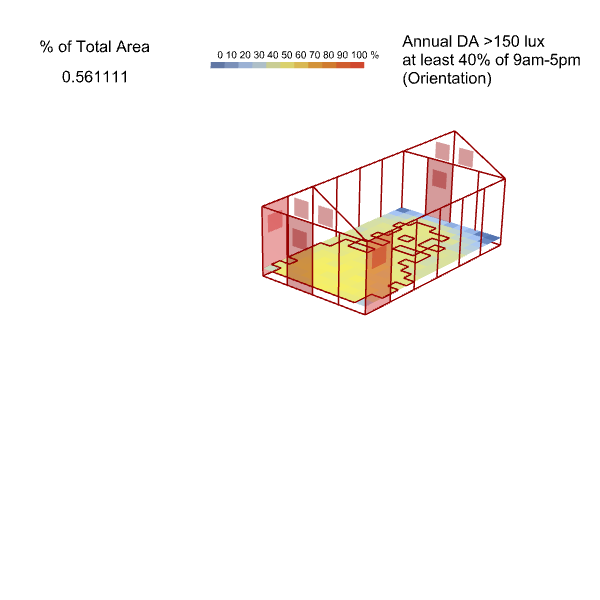 % of Total Area
0.561111
0 10 20 30 40 50 60 70 80 90 100 %
Annual DA >150 lux
at least 40% of 9am-5pm
(Orientation)